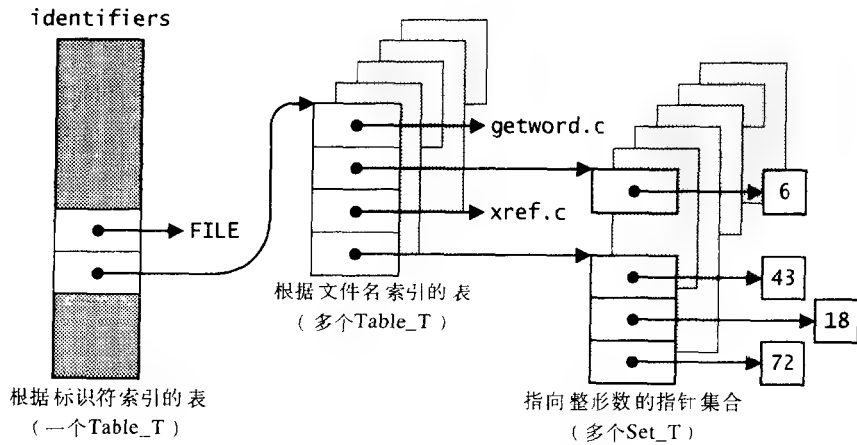 identifiers
getword.c
6
FILE
xref.c
根据文件名索引的表
（多个Table_T）
43
18
72
根据标识符索引的表
（一个Table_T）
指向整形数的指针集合
（多个Set_T）